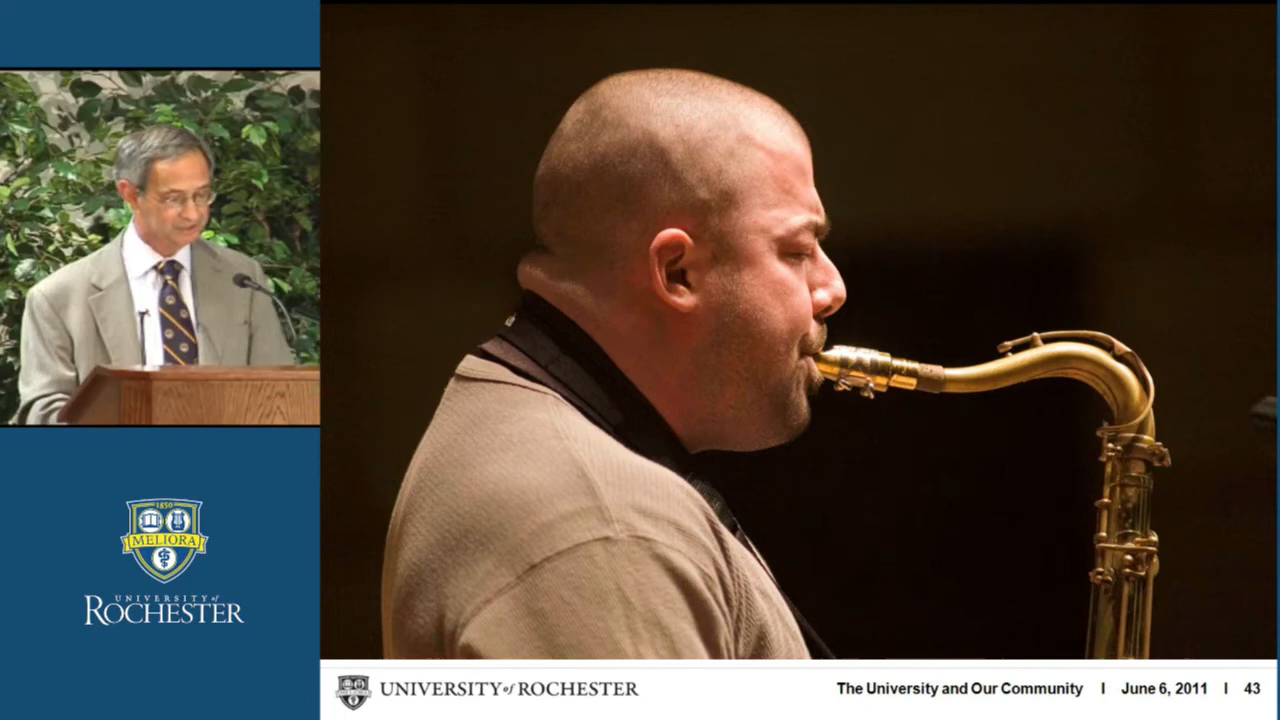 1850
MELIORA
UNIVERSITY of
ROCHESTER
UNIVERSITY of ROCHESTER
The University and Our Community I June 6, 2011 I 43